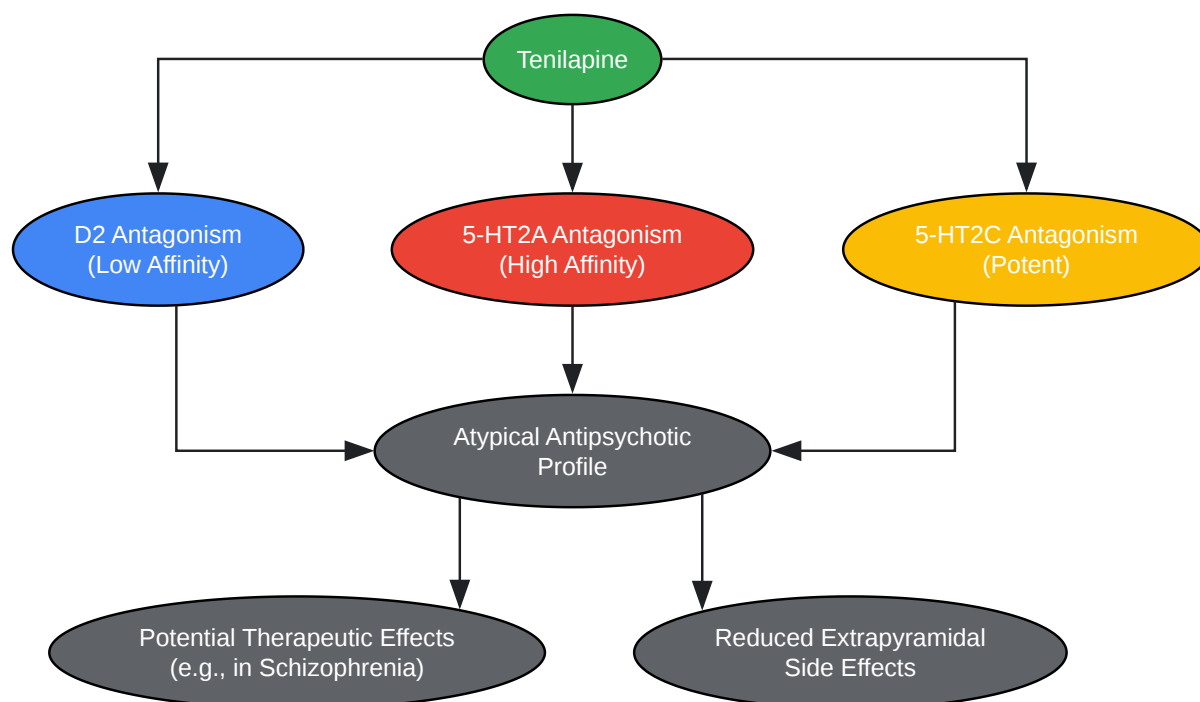 Tenilapine
D2 Antagonism
(Low Affinity)
5-HT2A Antagonism
(High Affinity)
5-HT2C Antagonism
(Potent)
Atypical Antipsychotic
Profile
Potential Therapeutic Effects
(e.g., in Schizophrenia)
Reduced Extrapyramidal
Side Effects